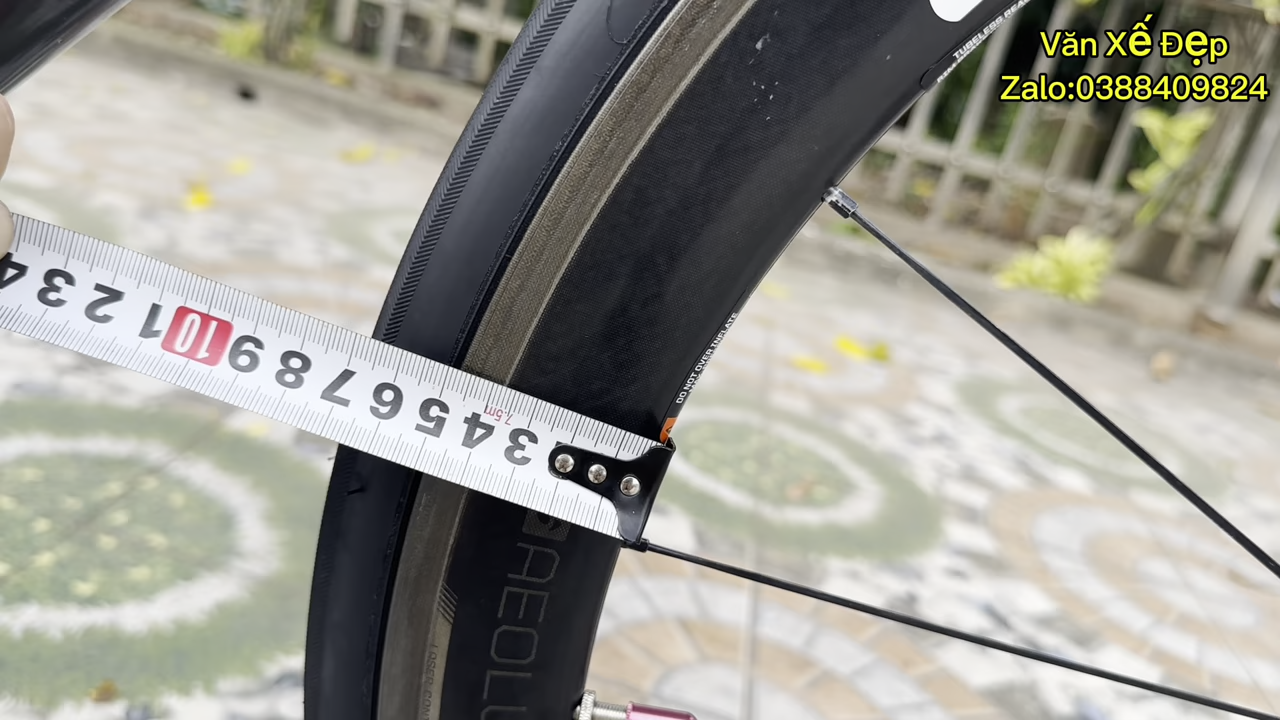 Văn Xế Đẹp
Zalo:0388409824
TUBELESS REA
DO NOT OVER INFLATE
4 3 2 1 10 9 8 7 6 5 4 3
7.5m
AEOLU